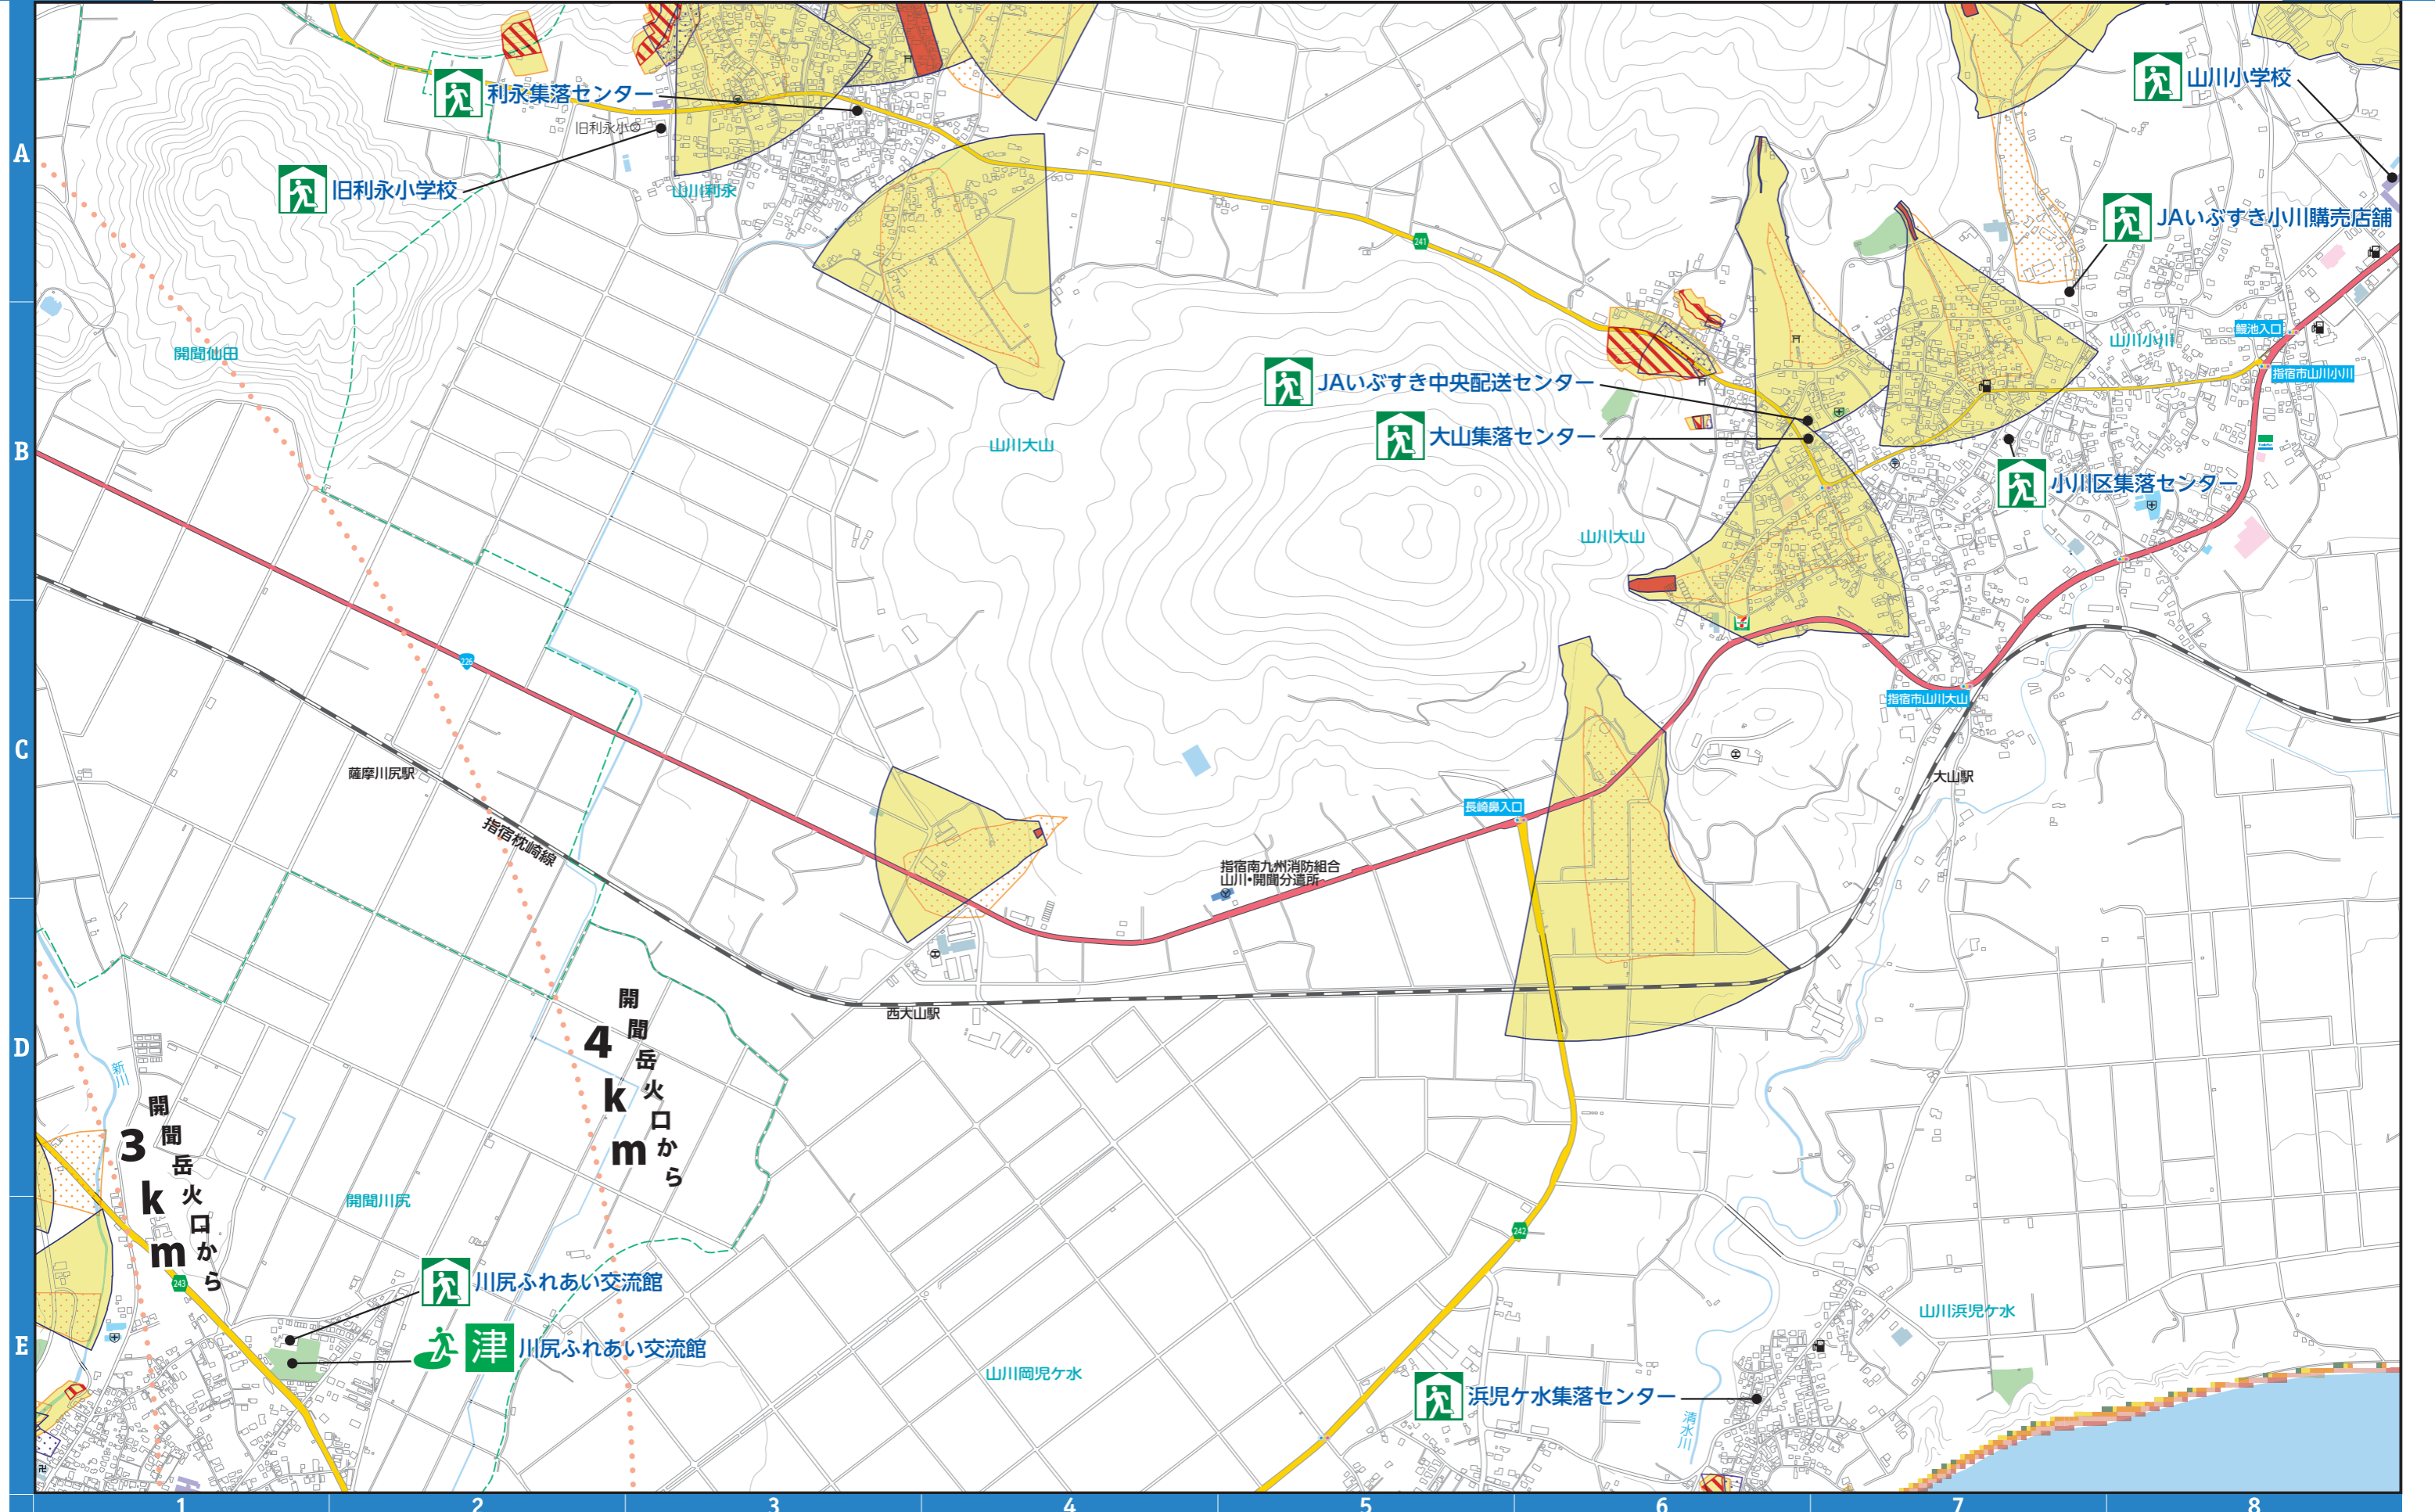 A
B
C
D
E
1
2
3
4
5
6
7
8
利永集落センター
旧利永小
旧利永小学校
山川利永
241
山川小学校
JAいぶすき小川購売店舗
鰻池入口
山川小川
指宿市山川小川
開聞仙田
山川大山
JAいぶすき中央配送センター
大山集落センター
小川区集落センター
山川大山
226
指宿市山川大山
薩摩川尻駅
指宿枕崎線
大山駅
長崎鼻入口
指宿南九州消防組合
山川・開聞分遣所
西大山駅
新川
開聞岳火口から
4km
開聞岳火口から
3km
開聞川尻
242
243
川尻ふれあい交流館
津
川尻ふれあい交流館
山川岡児ケ水
山川浜児ケ水
浜児ケ水集落センター
清水川